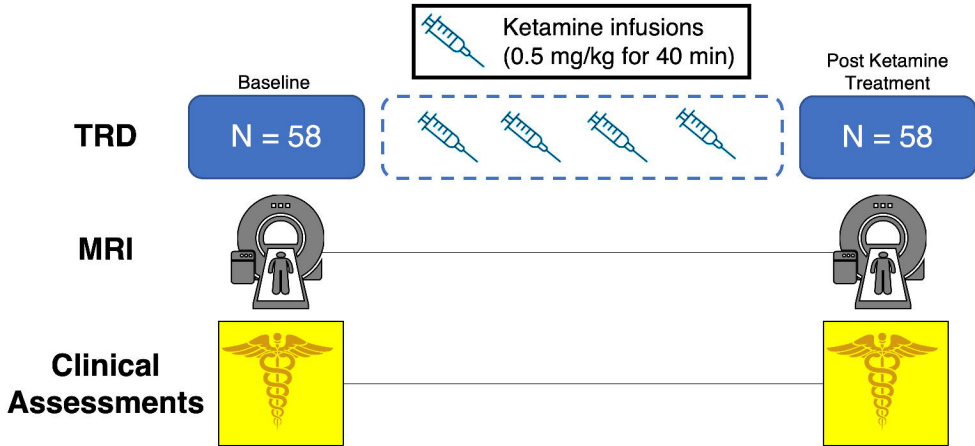 Ketamine infusions
(0.5 mg/kg for 40 min)
Baseline
Post Ketamine
Treatment
TRD
N = 58
N = 58
MRI
Clinical
Assessments